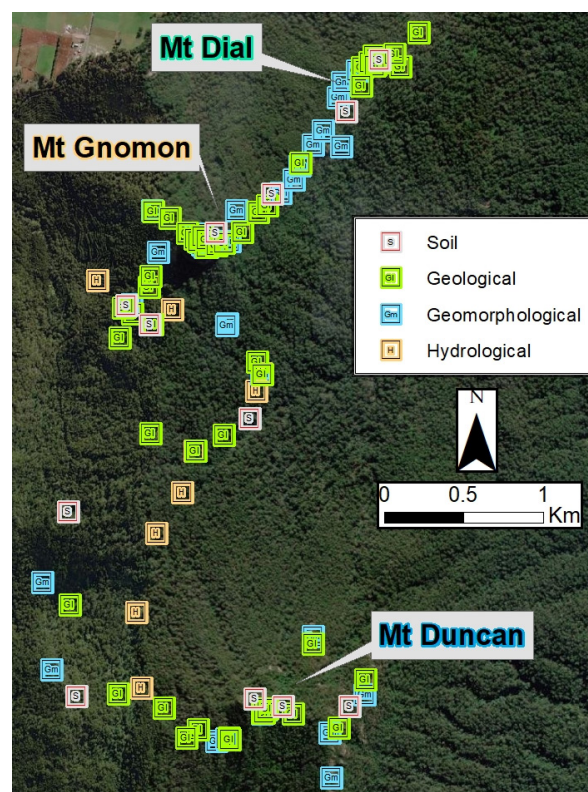 Mt Dial
Mt Gnomon
S Soil
Gl Geological
Gm Geomorphological
H Hydrological
N
0 0.5 1
Km
Mt Duncan